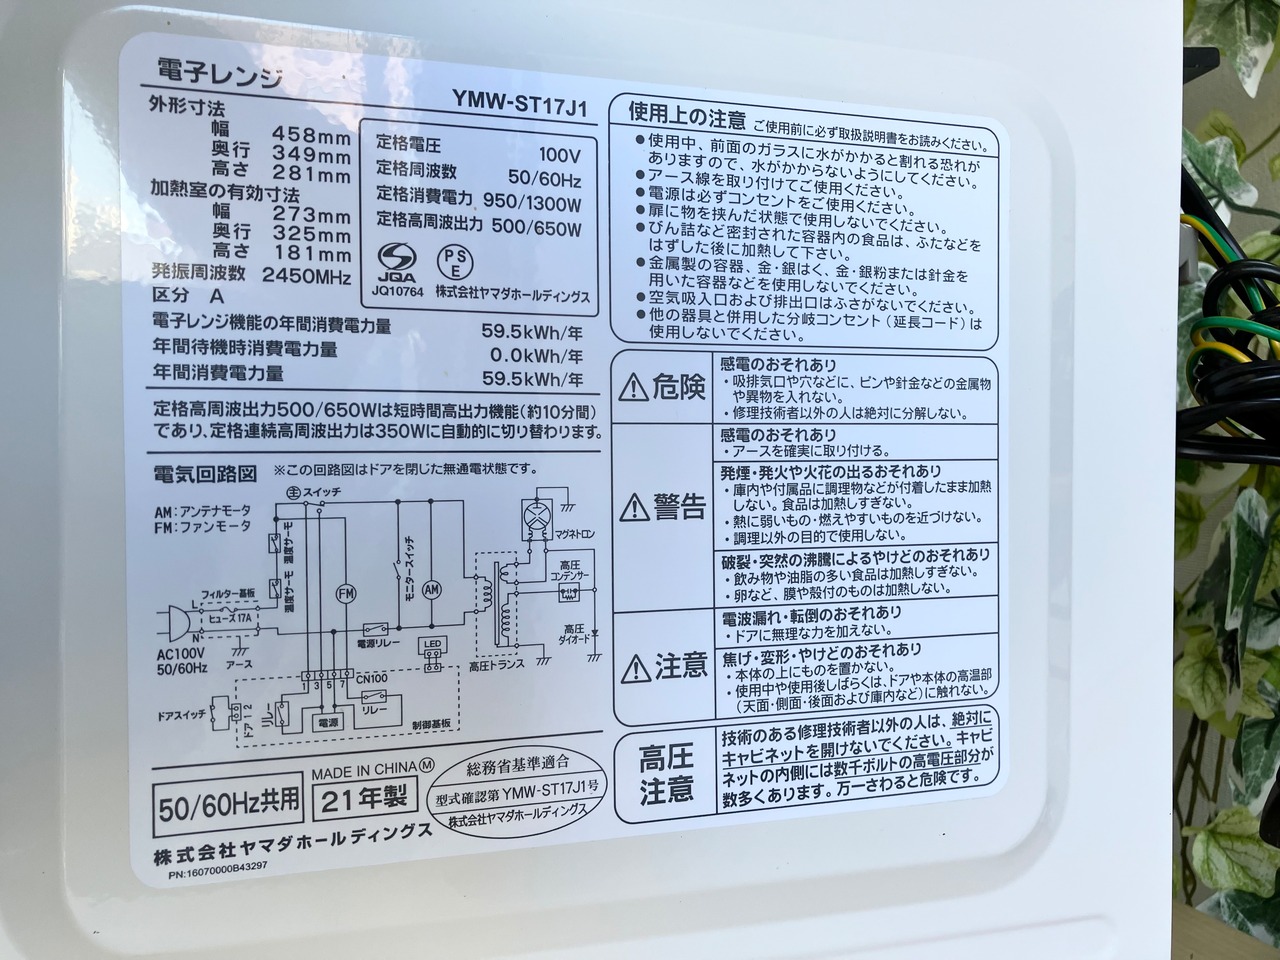 電子レンジ
YMW-ST17J1
外形寸法
幅 458mm
奥行 349mm
高さ 281mm
加熱室の有効寸法
幅 273mm
奥行 325mm
高さ 181mm
発振周波数 2450MHz
区分 A
定格電圧 100V
定格周波数 50/60Hz
定格消費電力 950/1300W
定格高周波出力 500/650W
JQA
JQ10764
PS
E
株式会社ヤマダホールディングス
電子レンジ機能の年間消費電力量 59.5kWh/年
年間待機時消費電力量 0.0kWh/年
年間消費電力量 59.5kWh/年
定格高周波出力500/650Wは短時間高出力機能(約10分間)
であり、定格連続高周波出力は350Wに自動的に切り替わります。
電気回路図 ※この回路図はドアを閉じた無通電状態です。
主スイッチ
AM:アンテナモータ
FM:ファンモータ
温度サーモ
温度サーモ
モニタースイッチ
マグネトロン
高圧
コンデンサー
FM
AM
フィルター基板
L
ヒューズ17A
N
AC100V
50/60Hz
アース
電源リレー
LED
高圧トランス
高圧
ダイオード
CN100
1 3 5 7
ドアスイッチ
ドア12
リレー
電源
リレー
制御基板
50/60Hz共用
MADE IN CHINA M
21年製
総務省基準適合
型式確認第 YMW-ST17J1号
株式会社ヤマダホールディングス
株式会社ヤマダホールディングス
PN:16070000B43297
使用上の注意 ご使用前に必ず取扱説明書をお読みください。
●使用中、前面のガラスに水がかかると割れる恐れが
ありますので、水がかからないようにしてください。
●アース線を取り付けてご使用ください。
●電源は必ずコンセントをご使用ください。
●扉に物を挟んだ状態で使用しないでください。
●びん詰など密封された容器内の食品は、ふたなどを
はずした後に加熱して下さい。
●金属製の容器、金・銀はく、金・銀粉または針金を
用いた容器などを使用しないでください。
●空気吸入口および排出口はふさがないでください。
●他の器具と併用した分岐コンセント(延長コード)は
使用しないでください。
⚠危険
感電のおそれあり
・吸排気口や穴などに、ピンや針金などの金属物
や異物を入れない。
・修理技術者以外の人は絶対に分解しない。
⚠警告
感電のおそれあり
・アースを確実に取り付ける。
発煙・発火や火花の出るおそれあり
・庫内や付属品に調理物などが付着したまま加熱
しない。食品は加熱しすぎない。
・熱に弱いもの・燃えやすいものを近づけない。
・調理以外の目的で使用しない。
破裂・突然の沸騰によるやけどのおそれあり
・飲み物や油脂の多い食品は加熱しすぎない。
・卵など、膜や殻付のものは加熱しない。
⚠注意
電波漏れ・転倒のおそれあり
・ドアに無理な力を加えない。
焦げ・変形・やけどのおそれあり
・本体の上にものを置かない。
・使用中や使用後しばらくは、ドアや本体の高温部
(天面・側面・後面および庫内など)に触れない。
高圧
注意
技術のある修理技術者以外の人は、絶対に
キャビネットを開けないでください。キャビ
ネットの内側には数千ボルトの高電圧部分が
数多くあります。万一さわると危険です。